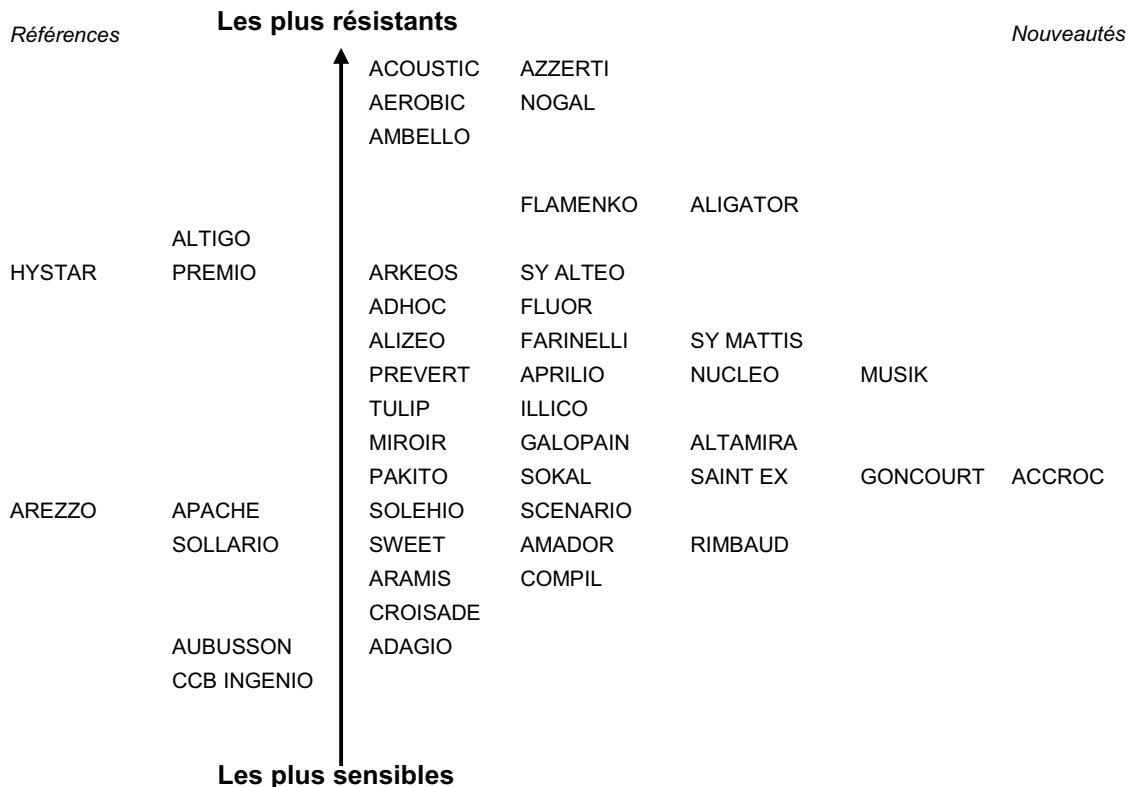 Les plus résistants
Références Nouveautés
ACOUSTIC AZZERTI
AEROBIC NOGAL
AMBELLO
FLAMENKO ALIGATOR
ALTIGO
HYSTAR PREMIO ARKEOS SY ALTEO
ADHOC FLUOR
ALIZEO FARINELLI SY MATTIS
PREVERT APRILIO NUCLEO MUSIK
TULIP ILLICO
MIROIR GALOPAIN ALTAMIRA
PAKITO SOKAL SAINT EX GONCOURT ACCROC
AREZZO APACHE SOLEHIO SCENARIO
SOLLARIO SWEET AMADOR RIMBAUD
ARAMIS COMPIL
CROISADE
AUBUSSON ADAGIO
CCB INGENIO
Les plus sensibles